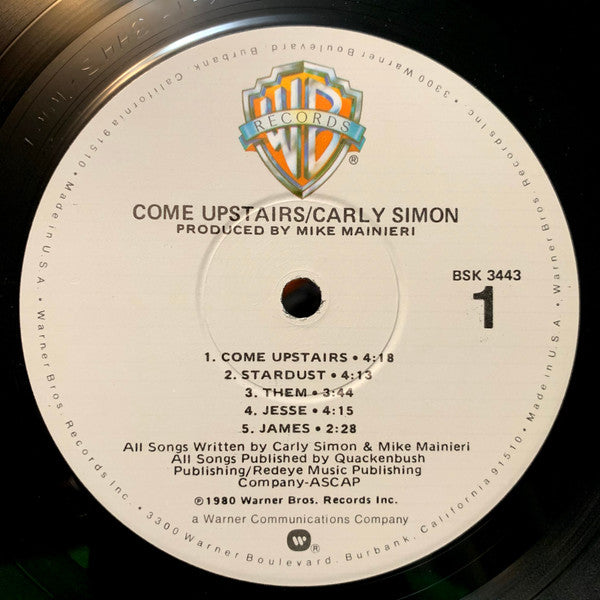 WB
RECORDS
®
COME UPSTAIRS/CARLY SIMON
PRODUCED BY MIKE MAINIERI
BSK 3443
1
1. COME UPSTAIRS • 4:18
2. STARDUST • 4:13
3. THEM • 3:44
4. JESSE • 4:15
5. JAMES • 2:28
All Songs Written by Carly Simon & Mike Mainieri
All Songs Published by Quackenbush
Publishing/Redeye Music Publishing
Company-ASCAP
℗1980 Warner Bros. Records Inc.
a Warner Communications Company
W®
• 3300 Warner Boulevard, Burbank, California 91510 • Made in U.S.A. • Warner Bros. Records Inc. • 3300 Warner Boulevard, Burbank, California 91510 • Made in U.S.A. • Warner Bros. Records Inc.